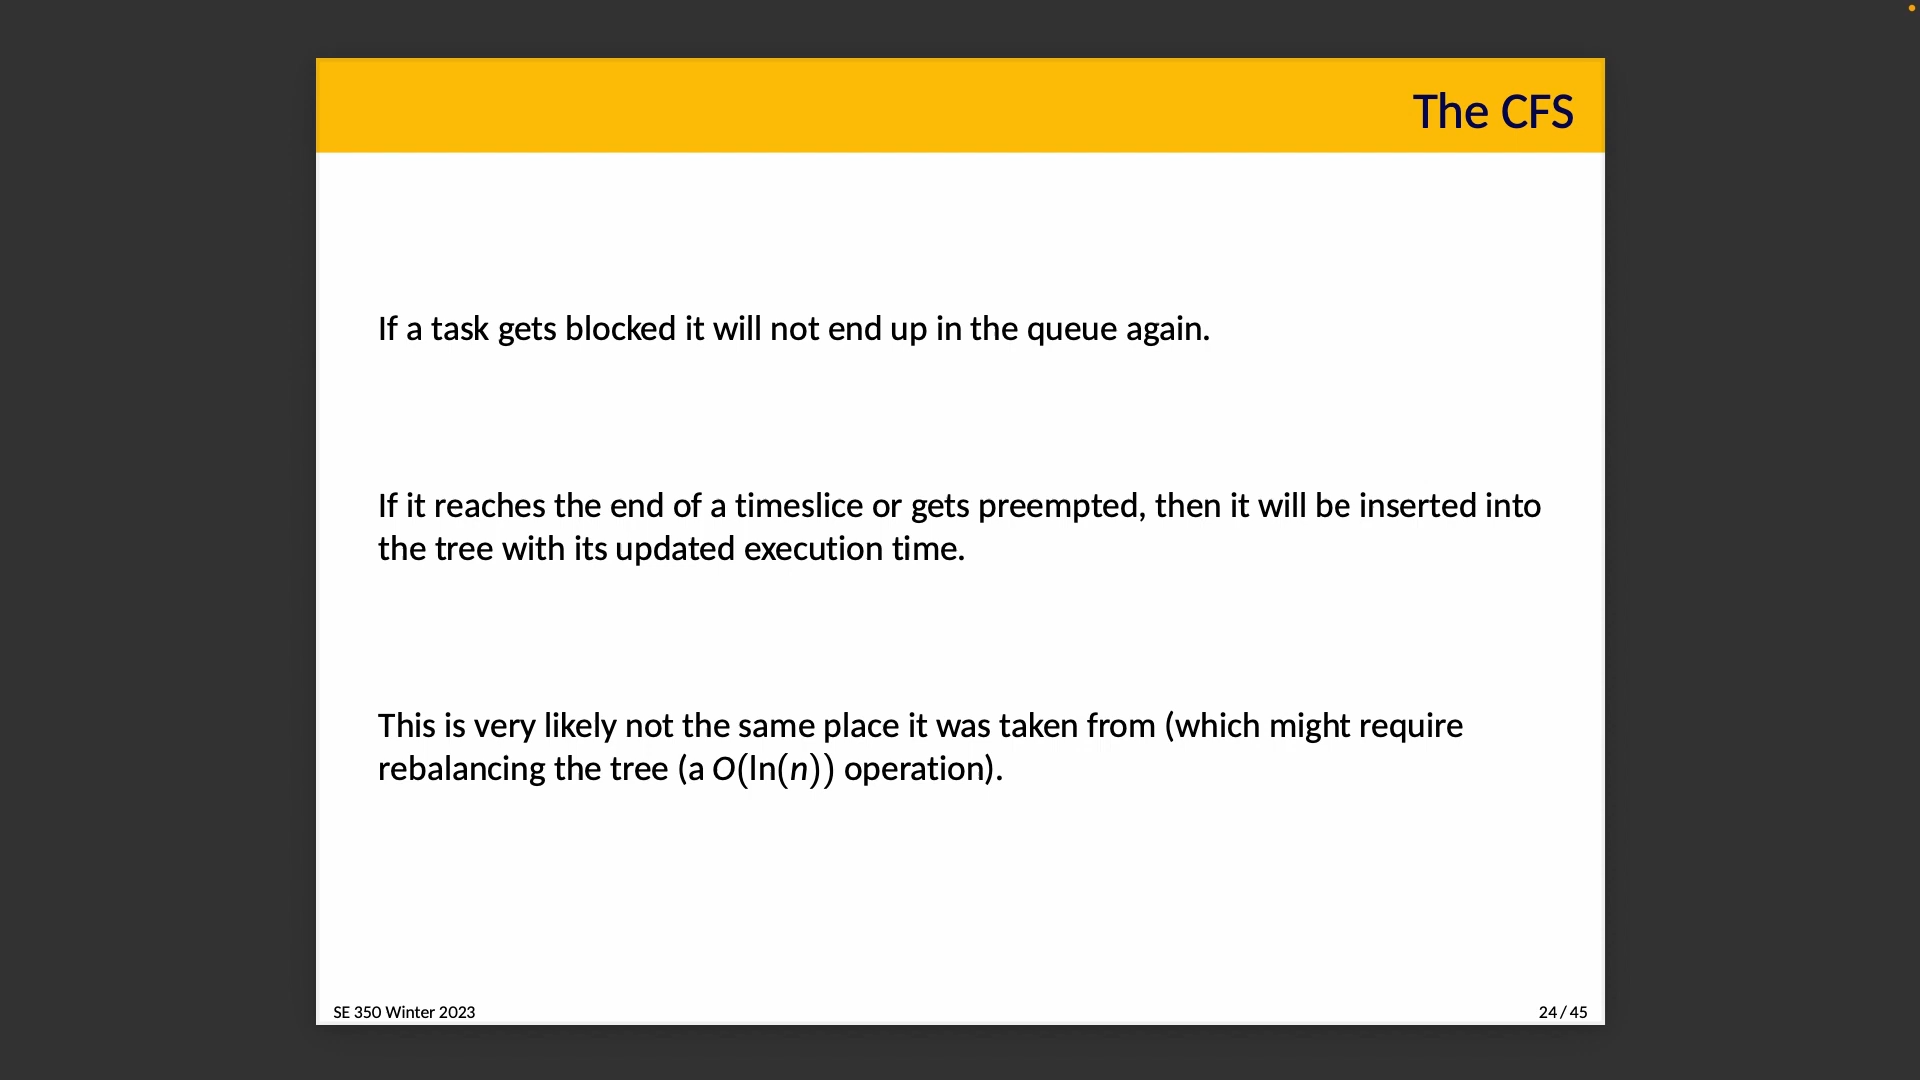 The CFS
If a task gets blocked it will not end up in the queue again.
If it reaches the end of a timeslice or gets preempted, then it will be inserted into
the tree with its updated execution time.
This is very likely not the same place it was taken from (which might require
rebalancing the tree (a O(ln(n)) operation).
SE 350 Winter 2023
24 / 45